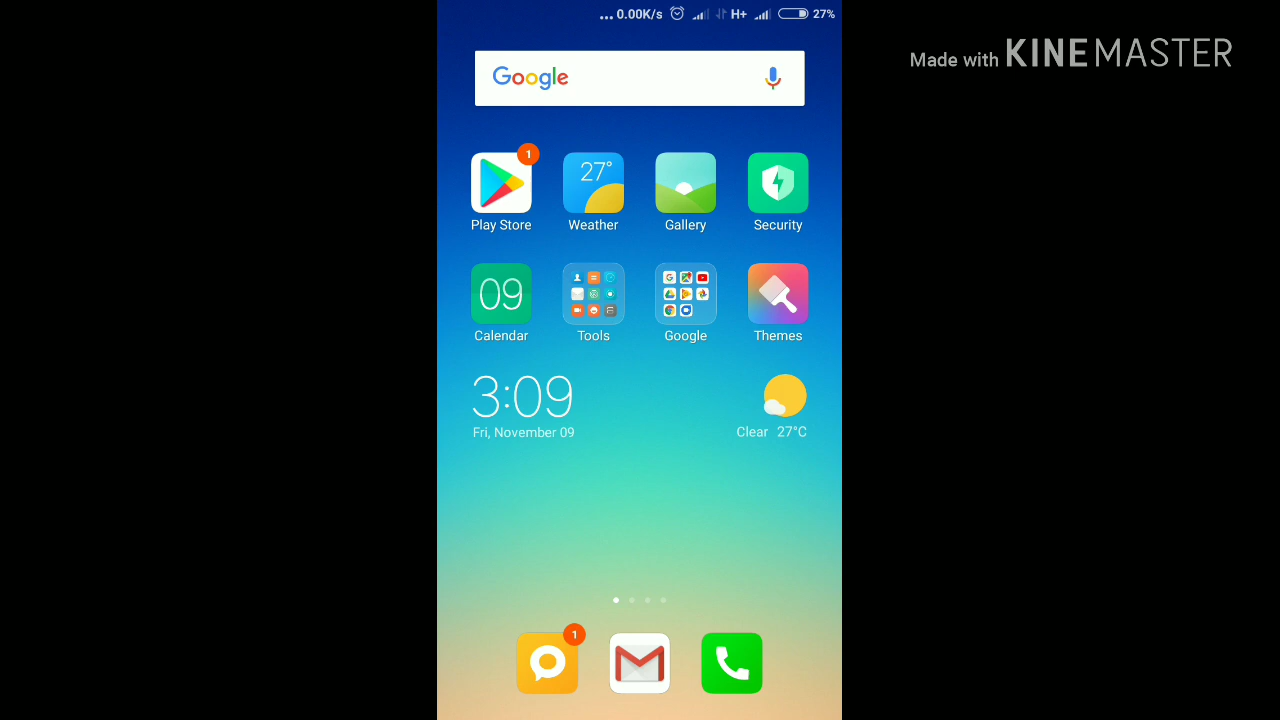 ... 0.00K/s H+ 27%
Made with KINEMASTER
Google
1
27°
Play Store Weather Gallery Security
09
Calendar Tools Google Themes
3:09
Fri, November 09
Clear 27°C
1